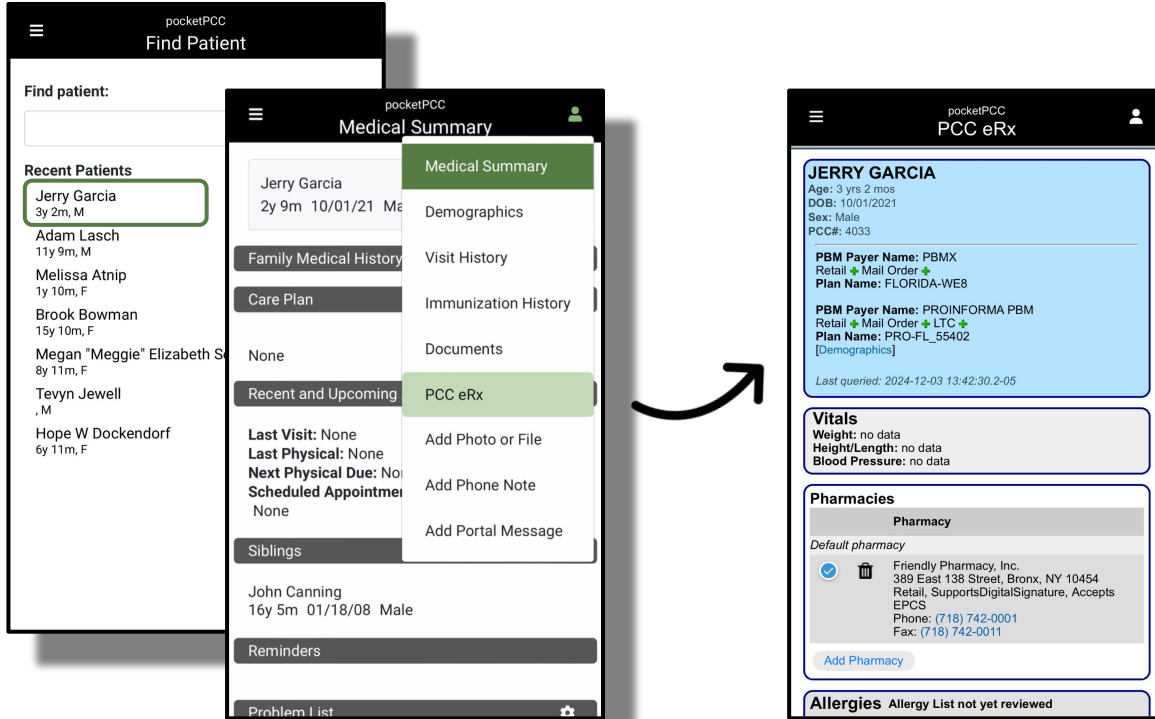 pocketPCC
Find Patient
Find patient:
Recent Patients
Jerry Garcia
3y 2m, M
Adam Lasch
11y 9m, M
Melissa Atnip
1y 10m, F
Brook Bowman
15y 10m, F
Megan "Meggie" Elizabeth S
8y 11m, F
Tevyn Jewell
, M
Hope W Dockendorf
6y 11m, F
pocketPCC
Medical Summary
Jerry Garcia
2y 9m 10/01/21 Ma
Family Medical History
Care Plan
None
Recent and Upcoming
Last Visit: None
Last Physical: None
Next Physical Due: No
Scheduled Appointme
None
Siblings
John Canning
16y 5m 01/18/08 Male
Reminders
Problem List
Medical Summary
Demographics
Visit History
Immunization History
Documents
PCC eRx
Add Photo or File
Add Phone Note
Add Portal Message
pocketPCC
PCC eRx
JERRY GARCIA
Age: 3 yrs 2 mos
DOB: 10/01/2021
Sex: Male
PCC#: 4033
PBM Payer Name: PBMX
Retail + Mail Order +
Plan Name: FLORIDA-WE8
PBM Payer Name: PROINFORMA PBM
Retail + Mail Order + LTC +
Plan Name: PRO-FL_55402
[Demographics]
Last queried: 2024-12-03 13:42:30.2-05
Vitals
Weight: no data
Height/Length: no data
Blood Pressure: no data
Pharmacies
Pharmacy
Default pharmacy
Friendly Pharmacy, Inc.
389 East 138 Street, Bronx, NY 10454
Retail, SupportsDigitalSignature, Accepts
EPCS
Phone: (718) 742-0001
Fax: (718) 742-0011
Add Pharmacy
Allergies Allergy List not yet reviewed